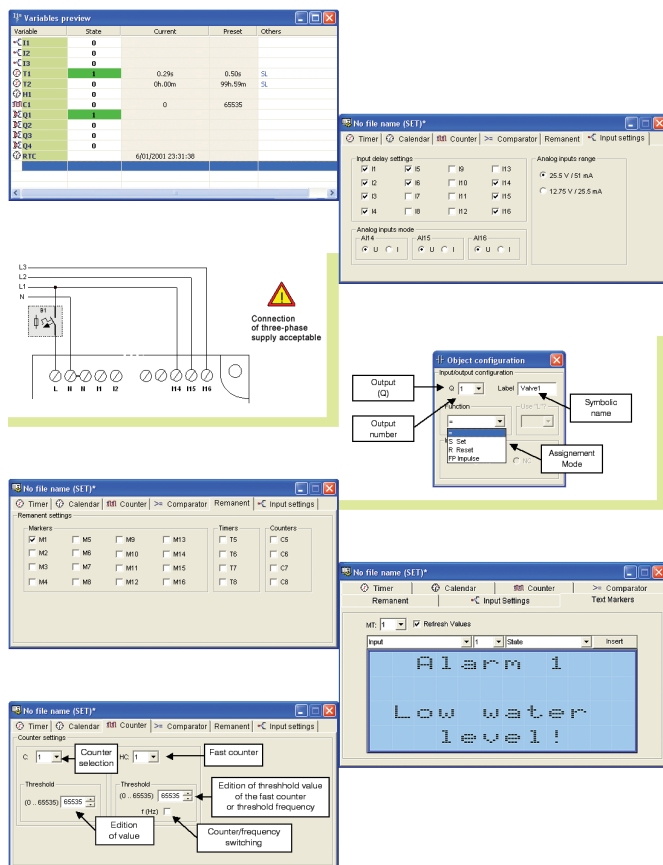 Variables preview
Variable State Current Preset Others
I1 0
I2 0
I3 0
T1 1 0.29s 0.50s SL
T2 0 0h.00m 99h.59m SL
H1 0
C1 0 0 65535
Q1 1
Q2 0
Q3 0
Q4 0
RTC 6/01/2001 23:31:38
No file name (SET)*
Timer Calendar Counter >= Comparator Remanent Input settings
Input delay settings
I1 I5 I9 I13
I2 I6 I10 I14
I3 I7 I11 I15
I4 I8 I12 I16
Analog inputs range
25.5 V / 51 mA
12.75 V / 25.5 mA
Analog inputs mode
AI14 AI15 AI16
U I U I U I
L3
L2
L1
N
B1
L N N I1 I2 I14 I15 I16
Connection
of three-phase
supply acceptable
Object configuration
Input/output configuration
Q 1 Label Valve1
Function
Use "L"?
=
=
S Set
R Reset
FP Impulse
NC
Output
(Q)
Output
number
Symbolic
name
Assignement
Mode
No file name (SET)*
Timer Calendar Counter >= Comparator Remanent Input settings
Remanent settings
Markers Timers Counters
M1 M5 M9 M13 T5 C5
M2 M6 M10 M14 T6 C6
M3 M7 M11 M15 T7 C7
M4 M8 M12 M16 T8 C8
No file name (SET)*
Timer Calendar Counter >= Comparator
Remanent Input Settings Text Markers
MT: 1 Refresh Values
Input 1 State Insert
Alarm 1
Low water
level!
No file name (SET)*
Timer Calendar Counter >= Comparator Remanent Input settings
Counter settings
C: 1 Counter
selection
HC: 1 Fast counter
Threshold
(0 .. 65535) 65535
Threshold
(0 .. 65535) 65535
f (Hz)
Edition
of value
Edition of threshhold value
of the fast counter
or threshold frequency
Counter/frequency
switching